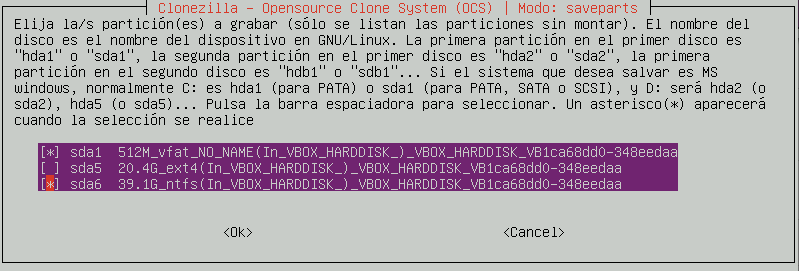 Clonezilla - Opensource Clone System (OCS) | Modo: saveparts
Elija la/s partición(es) a grabar (sólo se listan las particiones sin montar). El nombre del
disco es el nombre del dispositivo en GNU/Linux. La primera partición en el primer disco es
"hda1" o "sda1", la segunda partición en el primer disco es "hda2" o "sda2", la primera
partición en el segundo disco es "hdb1" o "sdb1"... Si el sistema que desea salvar es MS
windows, normalmente C: es hda1 (para PATA) o sda1 (para PATA, SATA o SCSI), y D: será hda2 (o
sda2), hda5 (o sda5)... Pulsa la barra espaciadora para seleccionar. Un asterisco(*) aparecerá
cuando la selección se realice
[*] sda1 512M_vfat_NO_NAME(In_VBOX_HARDDISK_)_VBOX_HARDDISK_VB1ca68dd0-348eedaa
[ ] sda5 20.4G_ext4(In_VBOX_HARDDISK_)_VBOX_HARDDISK_VB1ca68dd0-348eedaa
[*] sda6 39.1G_ntfs(In_VBOX_HARDDISK_)_VBOX_HARDDISK_VB1ca68dd0-348eedaa
<Ok> <Cancel>